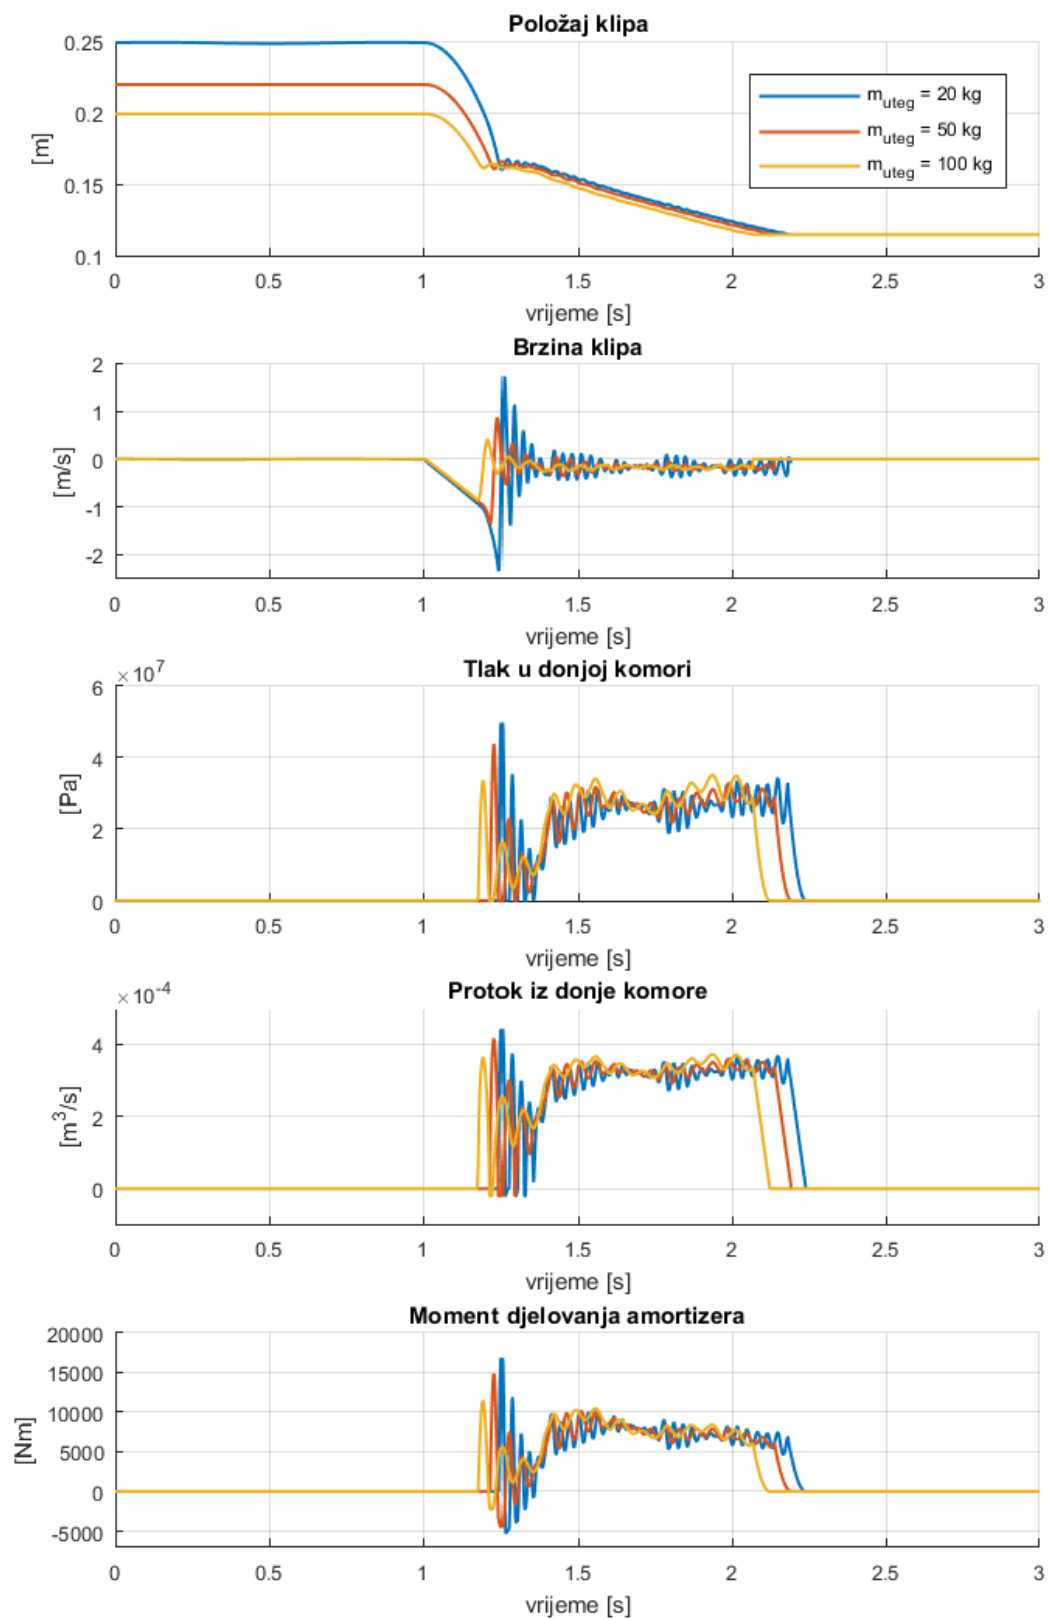 Položaj klipa
0.25
0.2
0.15
0.1
[m]
m_uteg = 20 kg
m_uteg = 50 kg
m_uteg = 100 kg
0 0.5 1 1.5 2 2.5 3
vrijeme [s]
Brzina klipa
2
1
0
-1
-2
[m/s]
0 0.5 1 1.5 2 2.5 3
vrijeme [s]
×10^7
Tlak u donjoj komori
6
4
2
0
[Pa]
0 0.5 1 1.5 2 2.5 3
vrijeme [s]
×10^-4
Protok iz donje komore
4
2
0
[m^3/s]
0 0.5 1 1.5 2 2.5 3
vrijeme [s]
Moment djelovanja amortizera
20000
15000
10000
5000
0
-5000
[Nm]
0 0.5 1 1.5 2 2.5 3
vrijeme [s]